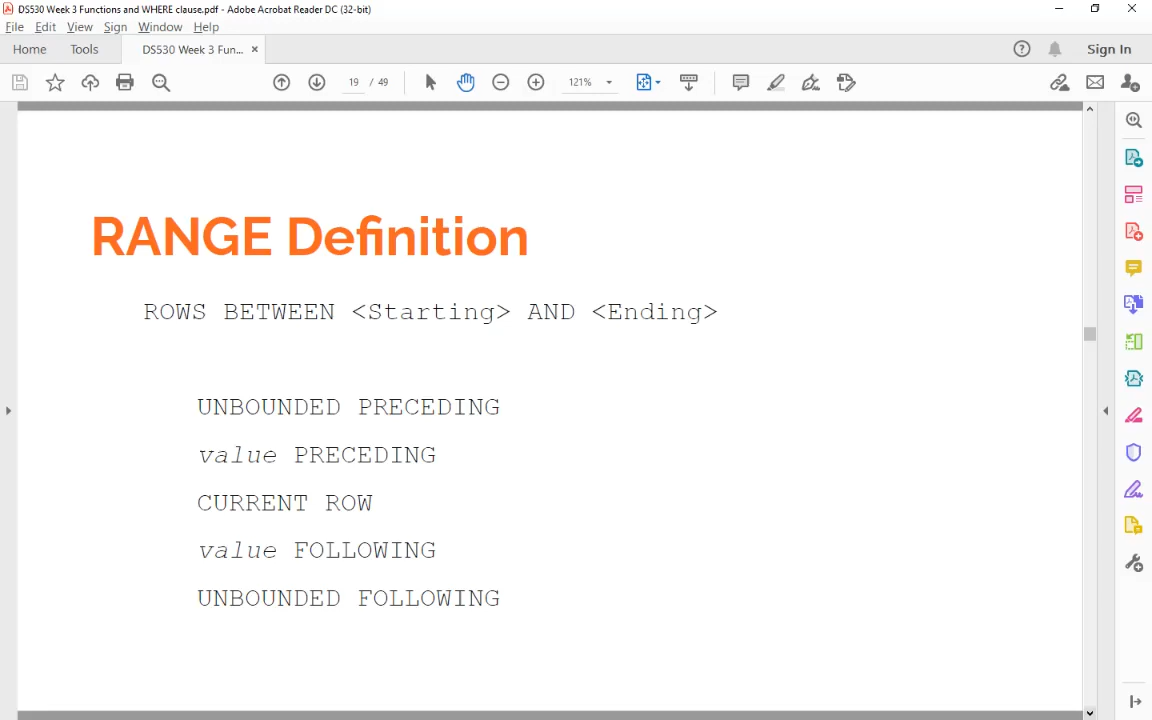 DS530 Week 3 Functions and WHERE clause.pdf - Adobe Acrobat Reader DC (32-bit)
File Edit View Sign Window Help
Home Tools DS530 Week 3 Fun... × Sign In
19 / 49 121%
RANGE Definition
ROWS BETWEEN <Starting> AND <Ending>
UNBOUNDED PRECEDING
value PRECEDING
CURRENT ROW
value FOLLOWING
UNBOUNDED FOLLOWING